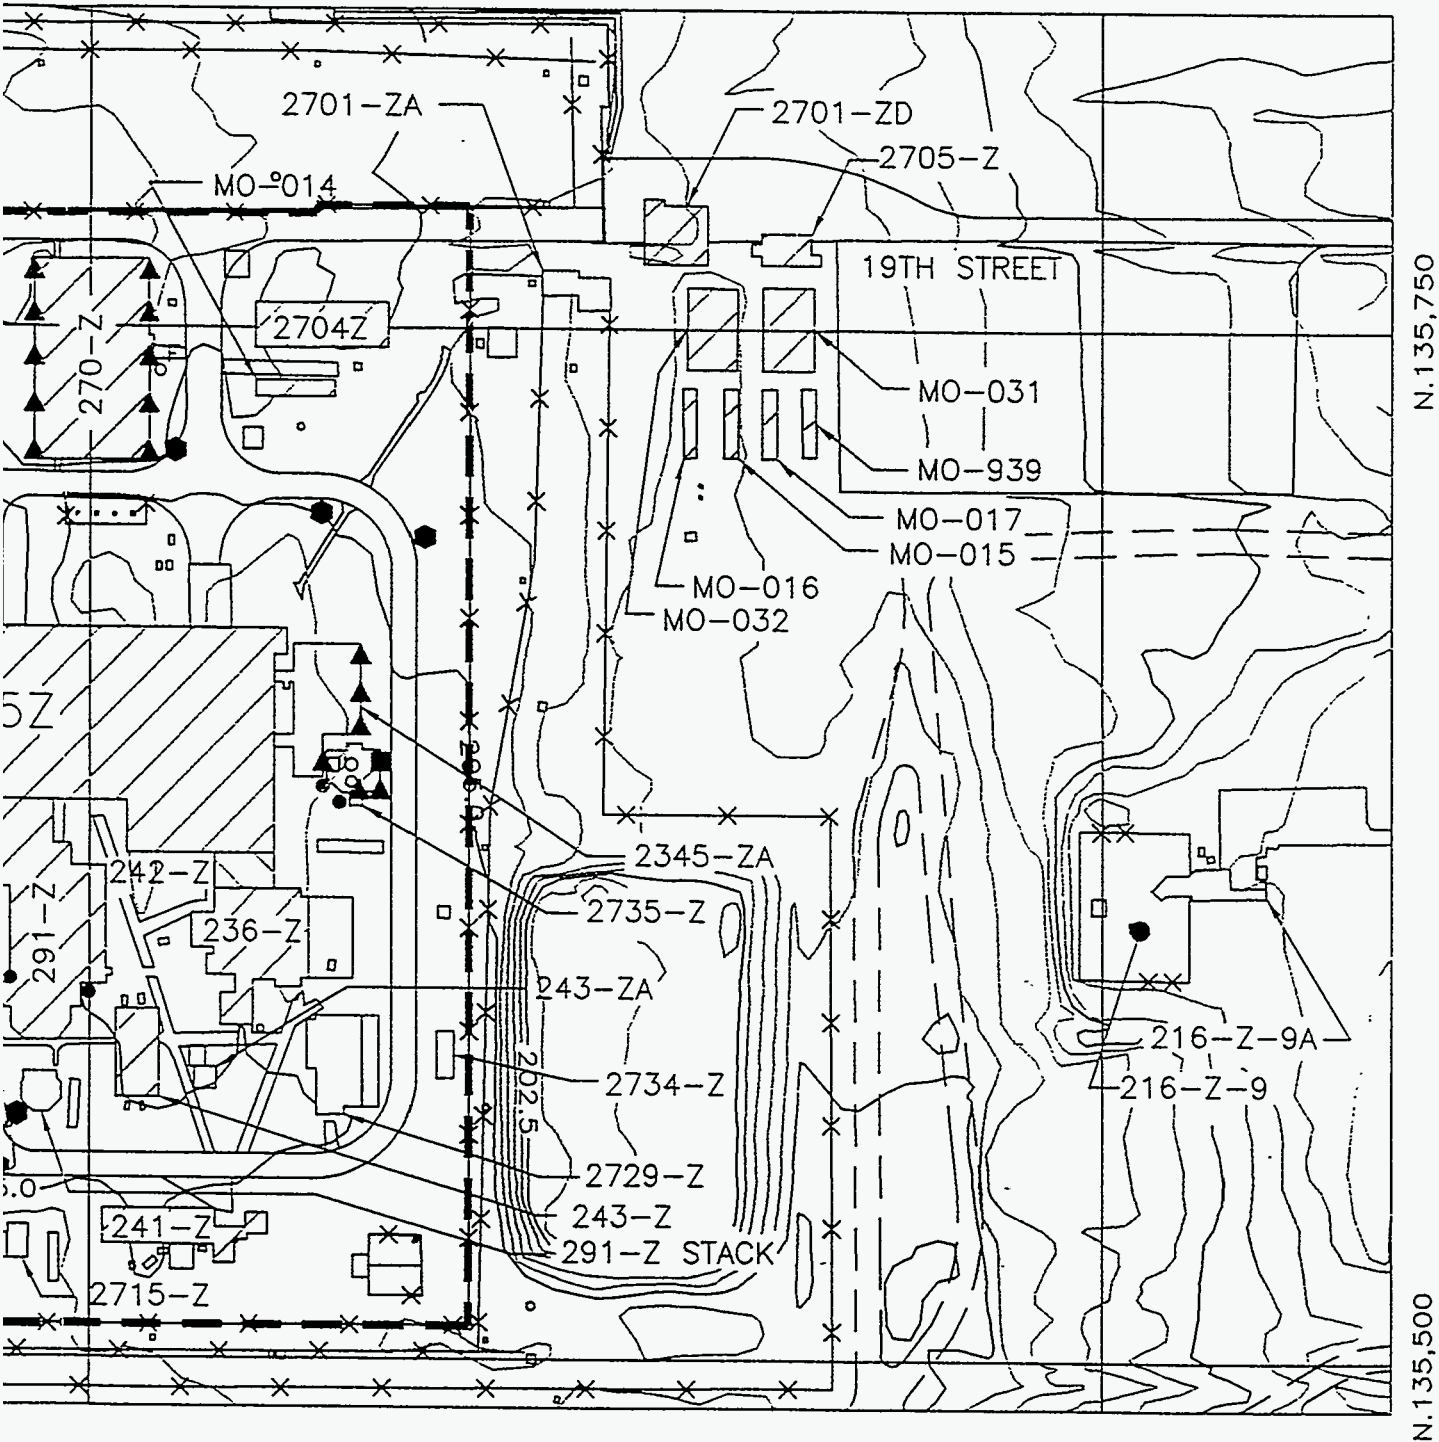 2701-ZA
2701-ZD
2705-Z
MO-014
19TH STREET
N.135,750
2704Z
270-Z
MO-031
MO-939
MO-017
MO-015
MO-016
MO-032
5Z
2345-ZA
242-Z
2735-Z
291-Z
236-Z
243-ZA
216-Z-9A
202.5
2734-Z
216-Z-9
2729-Z
243-Z
241-Z
291-Z STACK
2715-Z
N.135,500